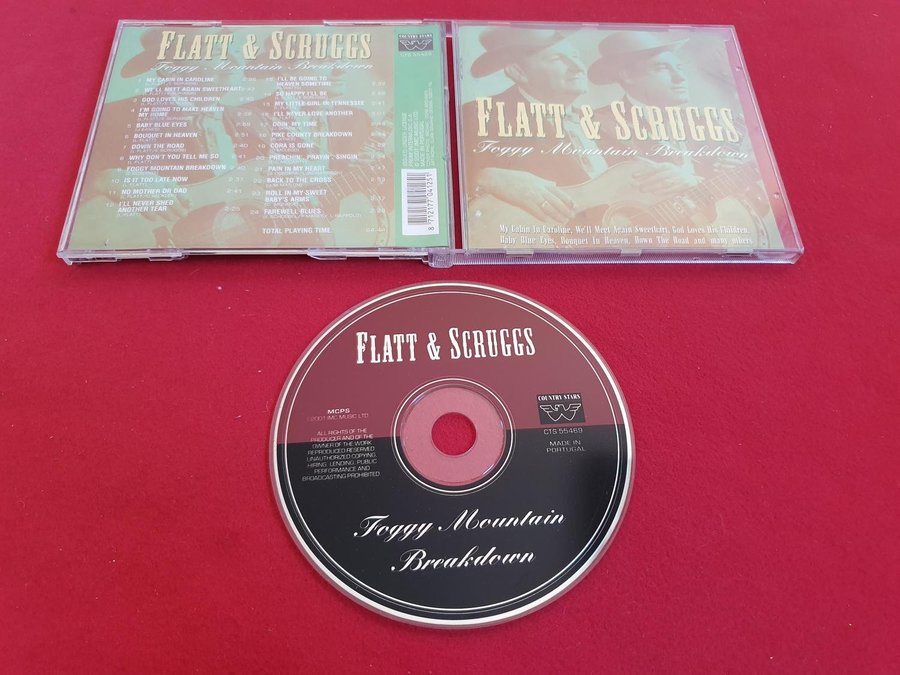 FLATT & SCRUGGS
Foggy Mountain Breakdown
1 MY CABIN IN CAROLINE
2 WE'LL MEET AGAIN SWEETHEART
3 GOD LOVES HIS CHILDREN
4 I'M GOING TO MAKE HEAVEN
MY HOME
5 BABY BLUE EYES
6 BOUQUET IN HEAVEN
7 DOWN THE ROAD
8 WHY DON'T YOU TELL ME SO
9 FOGGY MOUNTAIN BREAKDOWN
10 IS IT TOO LATE NOW
11 NO MOTHER OR DAD
12 I'LL NEVER SHED
ANOTHER TEAR
13 I'LL BE GOING TO
HEAVEN SOMETIME
14 SO HAPPY I'LL BE
15 MY LITTLE GIRL IN TENNESSEE
16 I'LL NEVER LOVE ANOTHER
17 DOIN' MY TIME
18 PIKE COUNTY BREAKDOWN
19 CORA IS GONE
20 PREACHIN', PRAYIN', SINGIN'
21 PAIN IN MY HEART
22 BACK TO THE CROSS
23 ROLL IN MY SWEET
BABY'S ARMS
24 FAREWELL BLUES
TOTAL PLAYING TIME
COUNTRY STARS
CTS 55469
8 712177 041251
FLATT & SCRUGGS
Foggy Mountain Breakdown
My Cabin In Caroline, We'll Meet Again Sweethart, God Loves His Children,
Baby Blue Eyes, Bouquet In Heaven, Down The Road and many others
FLATT & SCRUGGS
MCPS
©2001 IMC MUSIC LTD.
ALL RIGHTS OF THE
PRODUCER AND OF THE
OWNER OF THE WORK
REPRODUCED RESERVED
UNAUTHORIZED COPYING,
HIRING, LENDING, PUBLIC
PERFORMANCE AND
BROADCASTING PROHIBITED
COUNTRY STARS
CTS 55469
MADE IN
PORTUGAL
Foggy Mountain
Breakdown